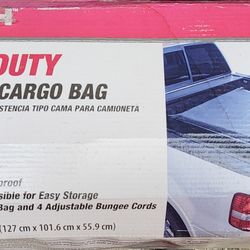 DUTY
CARGO BAG
STENCIA TIPO CAMA PARA CAMIONETA
proof
sible for Easy Storage
Bag and 4 Adjustable Bungee Cords
(127 cm x 101.6 cm x 55.9 cm)